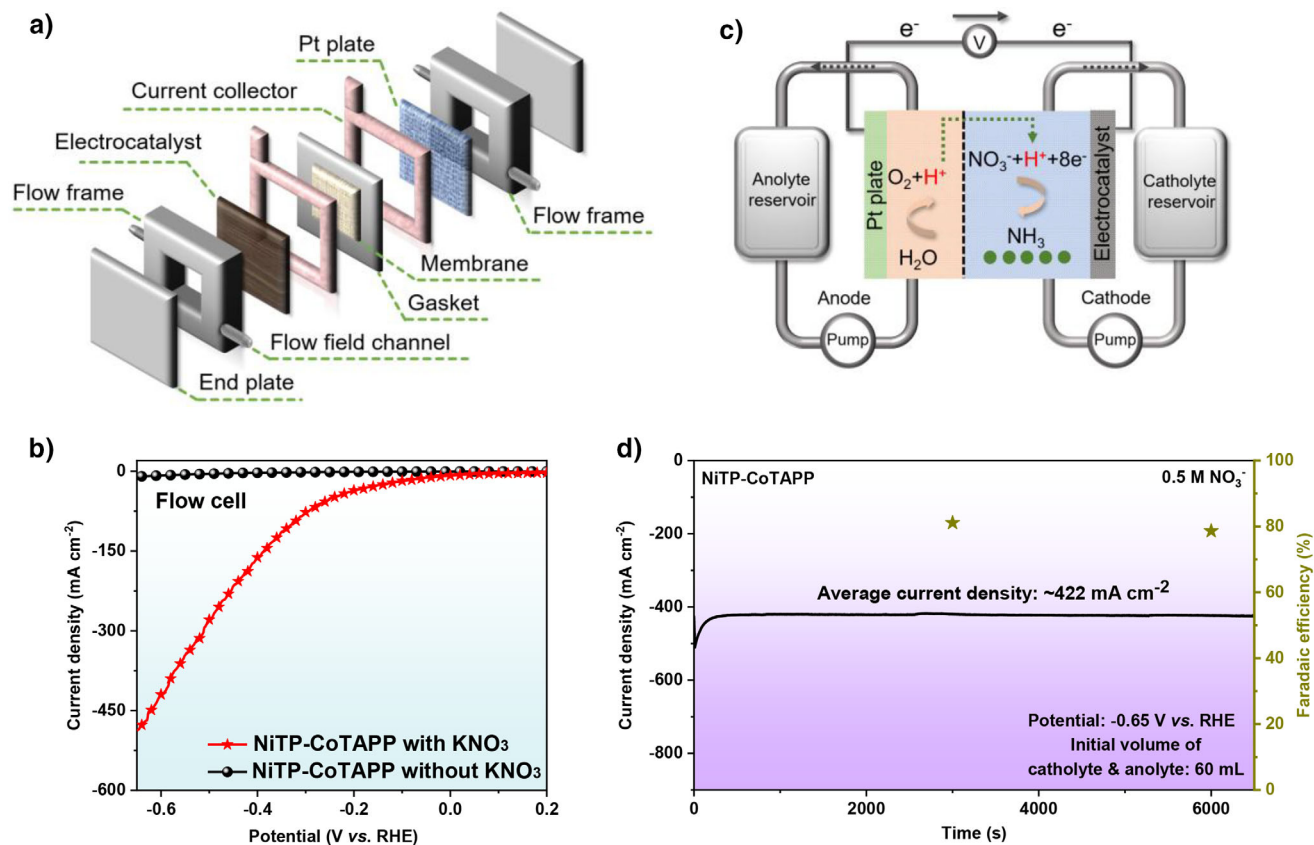 a)
Pt plate
Current collector
Electrocatalyst
Flow frame
Flow frame
Membrane
Gasket
Flow field channel
End plate
c)
e⁻
V
e⁻
Anolyte
reservoir
Pt plate
O₂+H⁺
H₂O
NO₃⁻+H⁺+8e⁻
NH₃
Electrocatalyst
Catholyte
reservoir
Anode
Cathode
Pump
Pump
b)
Current density (mA cm⁻²)
0
-150
-300
-450
-600
Flow cell
NiTP-CoTAPP with KNO₃
NiTP-CoTAPP without KNO₃
-0.6
-0.4
-0.2
0.0
0.2
Potential (V vs. RHE)
d)
Current density (mA cm⁻²)
0
-200
-400
-600
-800
NiTP-CoTAPP
0.5 M NO₃⁻
Average current density: ~422 mA cm⁻²
Potential: -0.65 V vs. RHE
Initial volume of
catholyte & anolyte: 60 mL
0
2000
4000
6000
Time (s)
100
80
60
40
20
0
Faradaic efficiency (%)